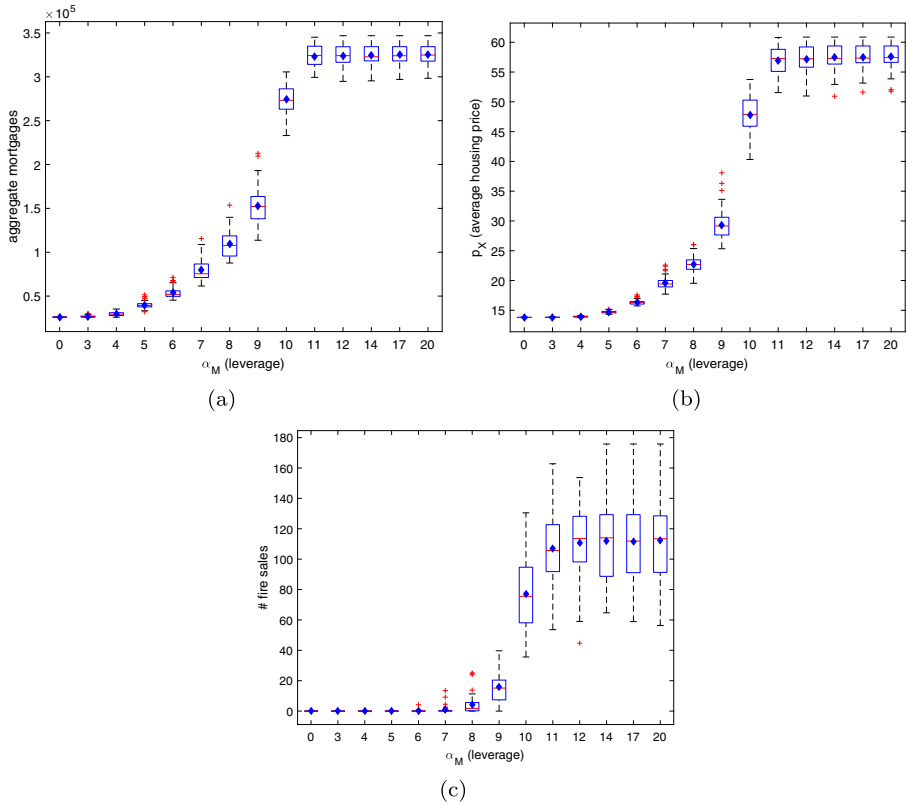 ×10⁵
3.5
3
2.5
2
1.5
1
0.5
aggregate mortgages
0 3 4 5 6 7 8 9 10 11 12 14 17 20
α_M (leverage)
(a)
60
55
50
45
40
35
30
25
20
15
p_X (average housing price)
0 3 4 5 6 7 8 9 10 11 12 14 17 20
α_M (leverage)
(b)
180
160
140
120
100
80
60
40
20
0
# fire sales
0 3 4 5 6 7 8 9 10 11 12 14 17 20
α_M (leverage)
(c)